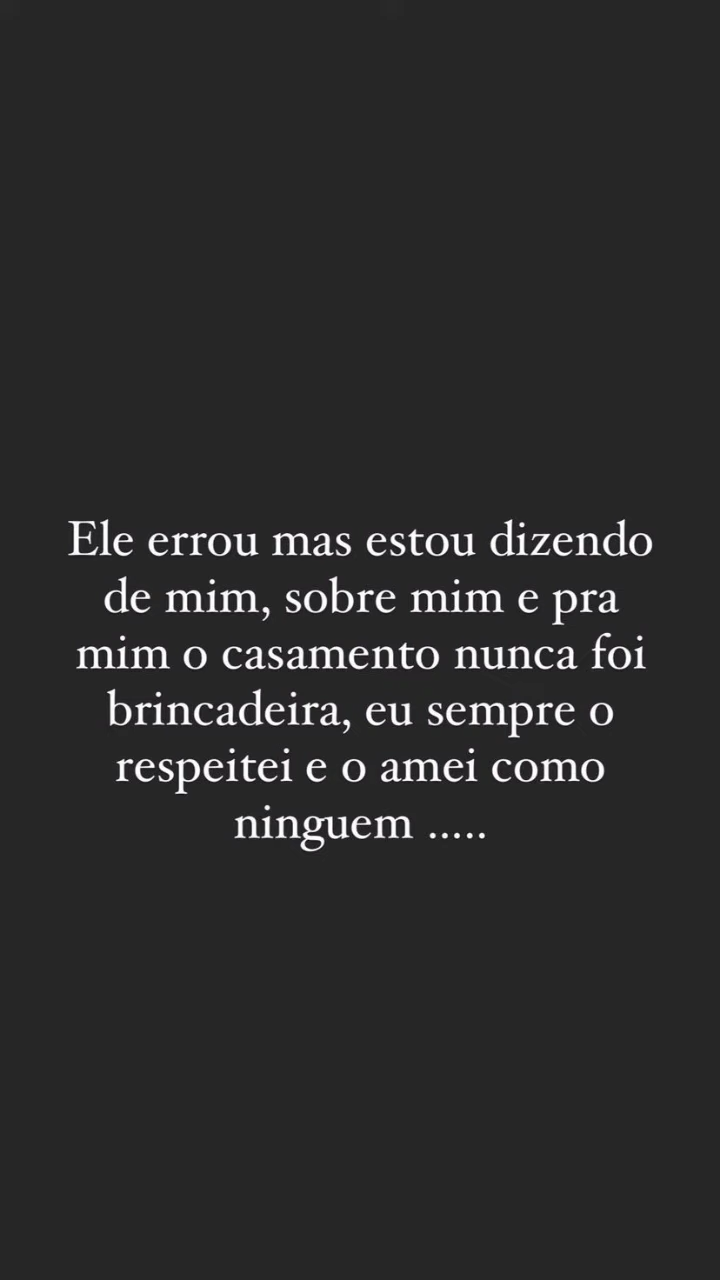 Ele errou mas estou dizendo
de mim, sobre mim e pra
mim o casamento nunca foi
brincadeira, eu sempre o
respeitei e o amei como
ninguem .....